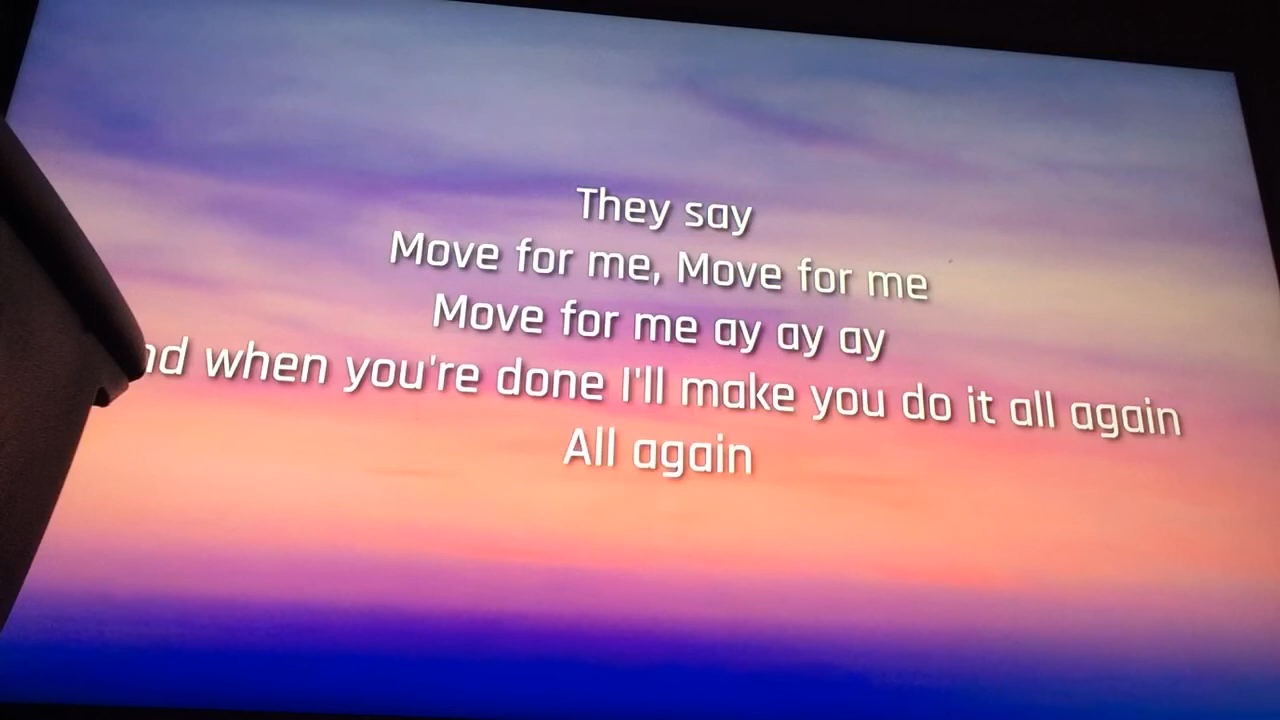 They say
Move for me, Move for me
Move for me ay ay ay
nd when you're done I'll make you do it all again
All again